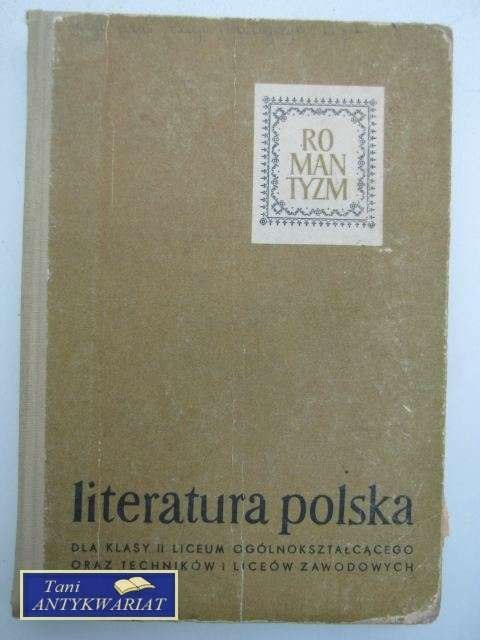 RO
MAN
TYZM
literatura polska
DLA KLASY II LICEUM OGÓLNOKSZTAŁCĄCEGO
ORAZ TECHNIKÓW I LICEÓW ZAWODOWYCH
Tani
ANTYKWARIAT